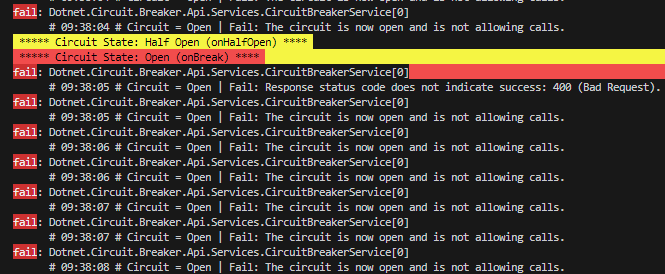 fail: Dotnet.Circuit.Breaker.Api.Services.CircuitBreakerService[0]
# 09:38:04 # Circuit = Open | Fail: The circuit is now open and is not allowing calls.
***** Circuit State: Half Open (onHalfOpen) ****
***** Circuit State: Open (onBreak) ****
fail: Dotnet.Circuit.Breaker.Api.Services.CircuitBreakerService[0]
# 09:38:05 # Circuit = Open | Fail: Response status code does not indicate success: 400 (Bad Request).
fail: Dotnet.Circuit.Breaker.Api.Services.CircuitBreakerService[0]
# 09:38:05 # Circuit = Open | Fail: The circuit is now open and is not allowing calls.
fail: Dotnet.Circuit.Breaker.Api.Services.CircuitBreakerService[0]
# 09:38:06 # Circuit = Open | Fail: The circuit is now open and is not allowing calls.
fail: Dotnet.Circuit.Breaker.Api.Services.CircuitBreakerService[0]
# 09:38:06 # Circuit = Open | Fail: The circuit is now open and is not allowing calls.
fail: Dotnet.Circuit.Breaker.Api.Services.CircuitBreakerService[0]
# 09:38:07 # Circuit = Open | Fail: The circuit is now open and is not allowing calls.
fail: Dotnet.Circuit.Breaker.Api.Services.CircuitBreakerService[0]
# 09:38:07 # Circuit = Open | Fail: The circuit is now open and is not allowing calls.
fail: Dotnet.Circuit.Breaker.Api.Services.CircuitBreakerService[0]
# 09:38:08 # Circuit = Open | Fail: The circuit is now open and is not allowing calls.